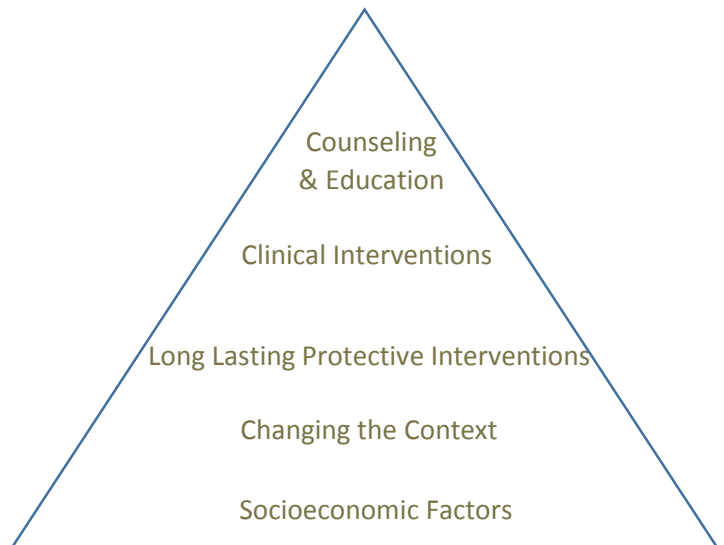 Counseling
& Education
Clinical Interventions
Long Lasting Protective Interventions
Changing the Context
Socioeconomic Factors